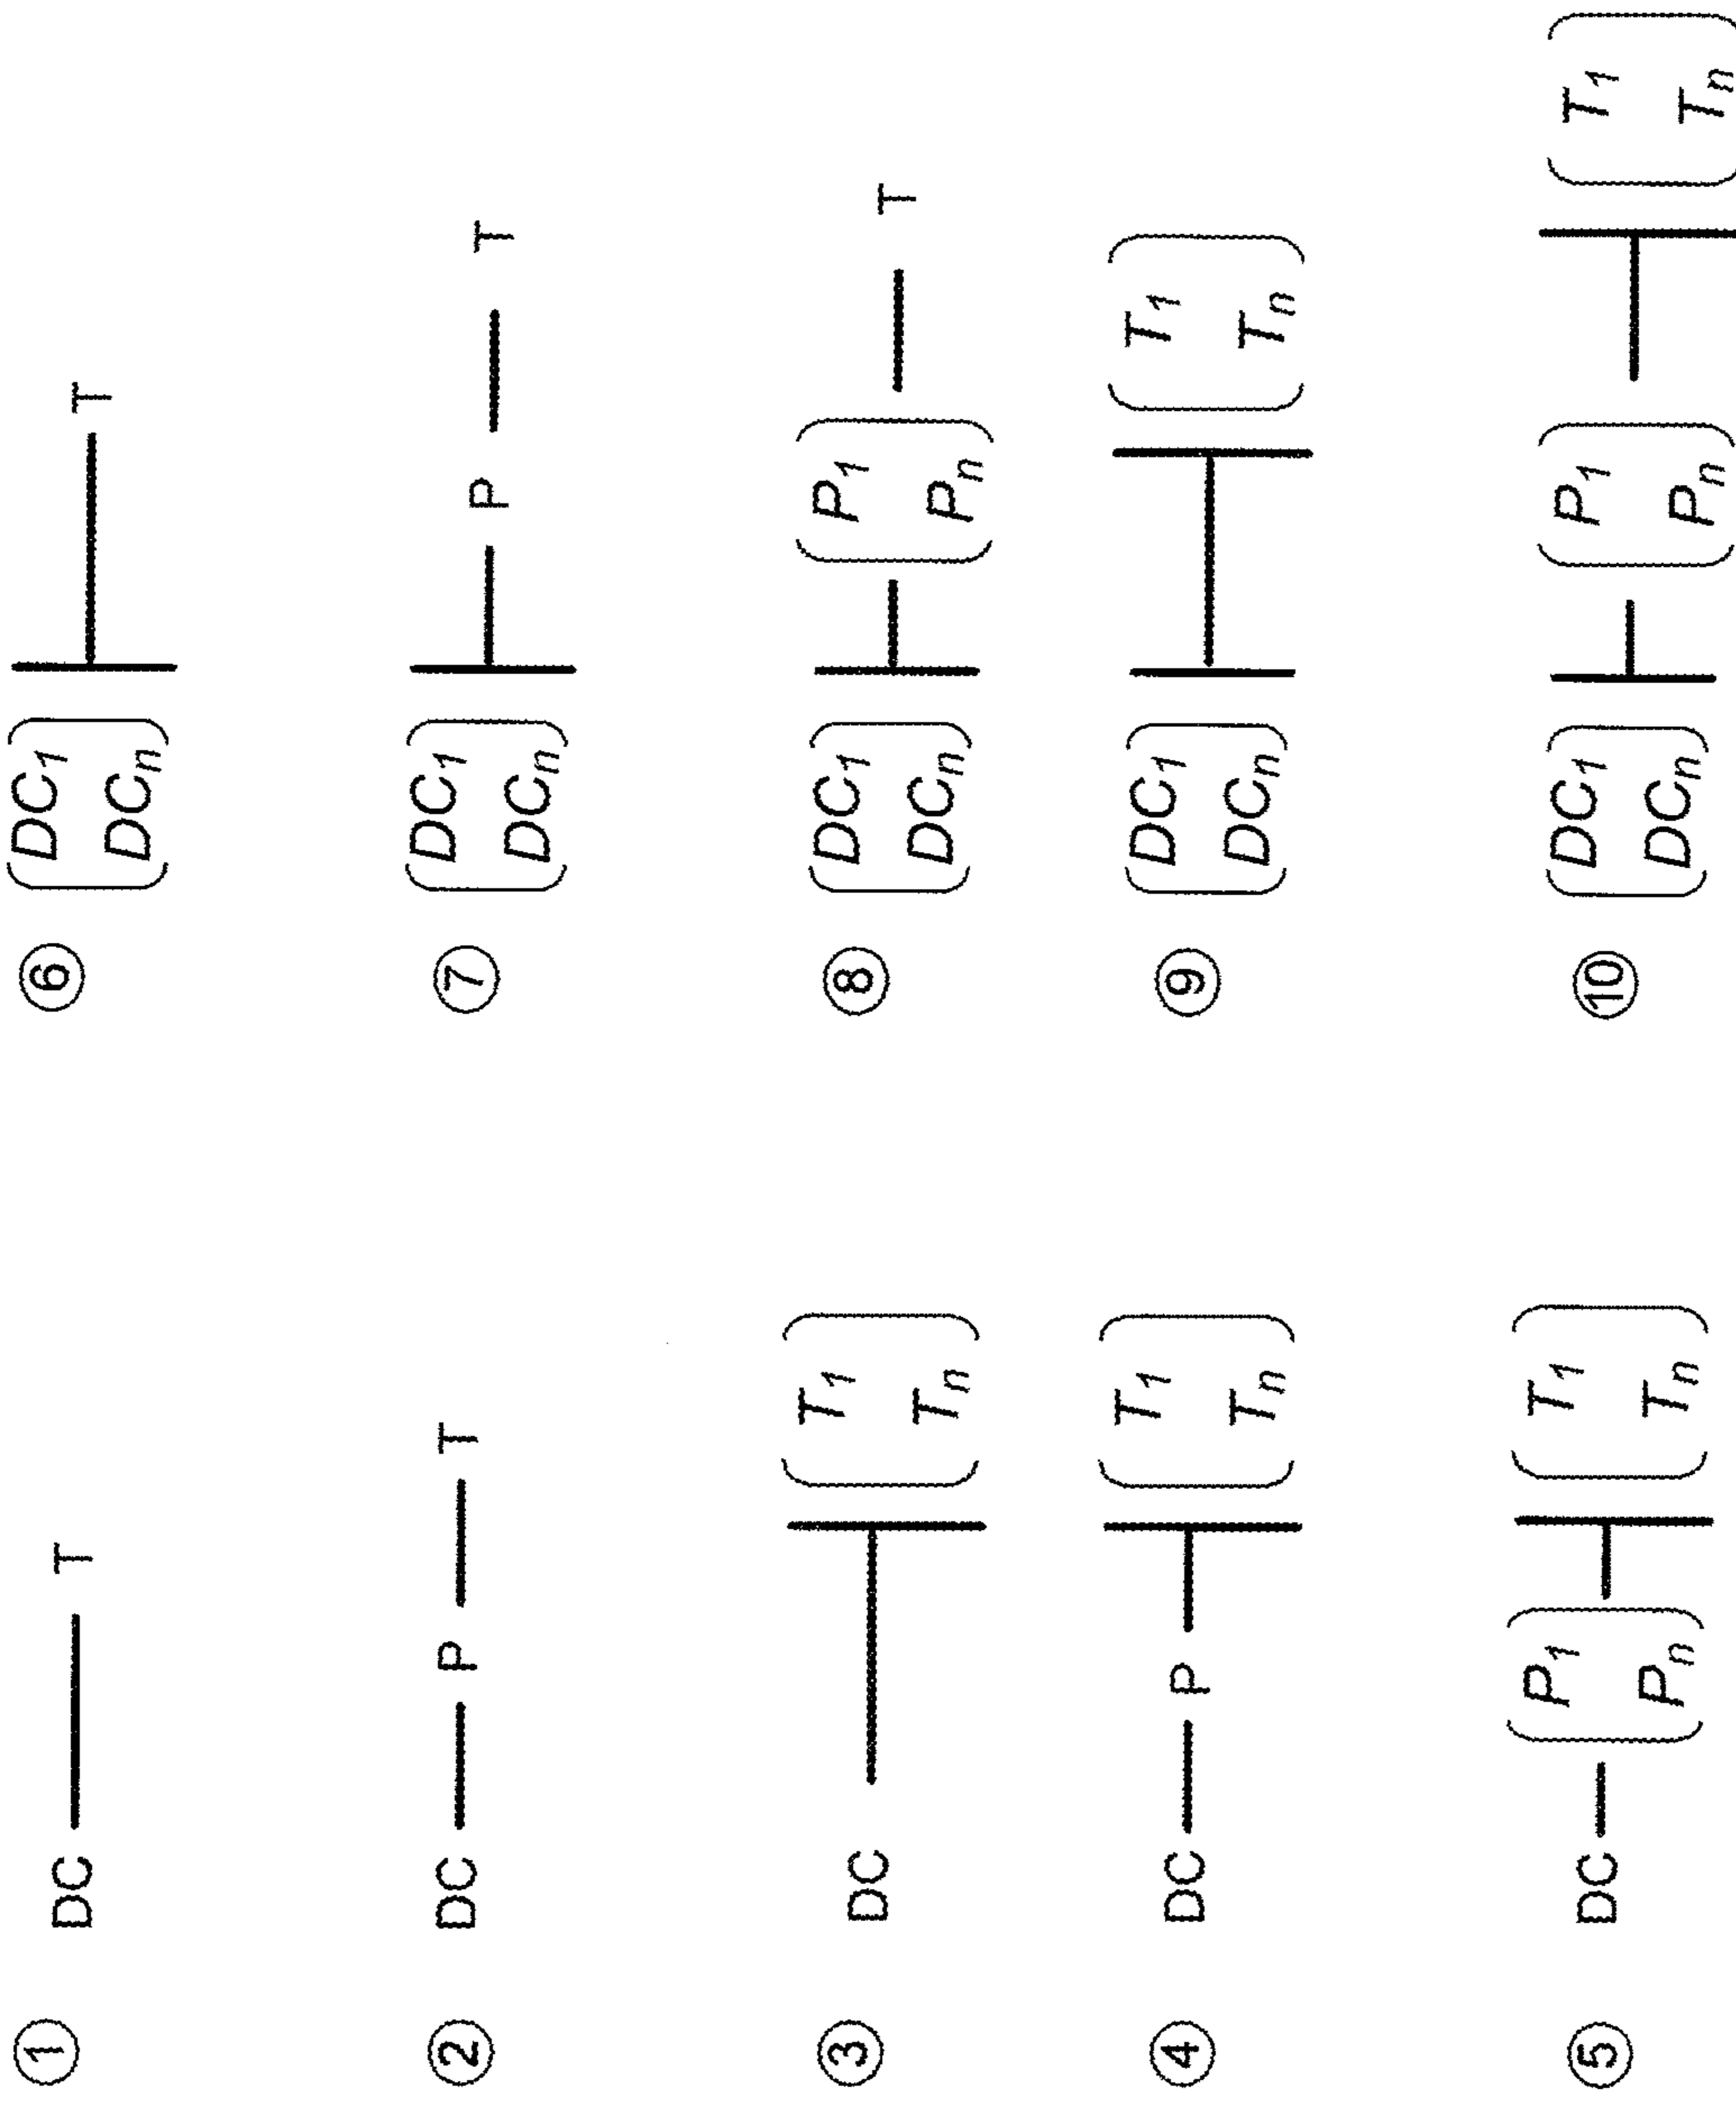 ① DC T
② DC P T
③ DC T₁
Tₙ
④ DC P T₁
Tₙ
⑤ DC P₁ T₁
Pₙ Tₙ
⑥ DC₁ T
DCₙ
⑦ DC₁ P T
DCₙ
⑧ DC₁ P₁ T
DCₙ Pₙ
⑨ DC₁ T₁
DCₙ Tₙ
⑩ DC₁ P₁ T₁
DCₙ Pₙ Tₙ